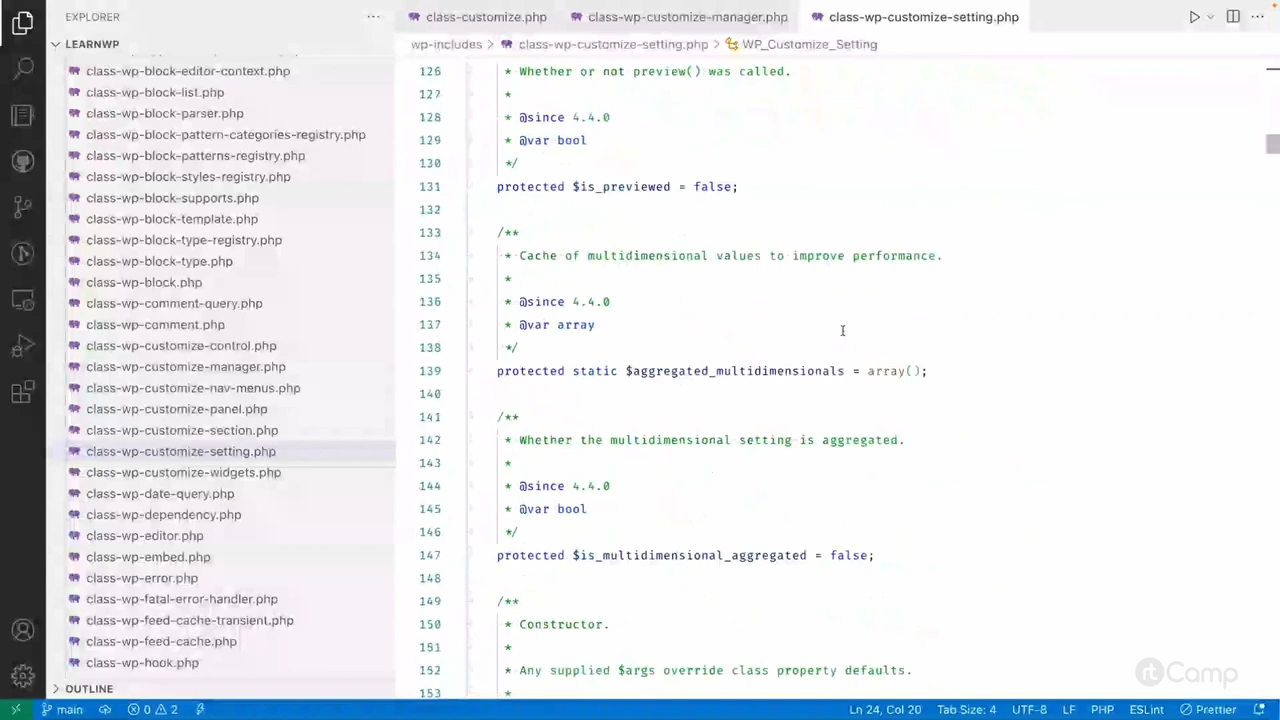 EXPLORER
class-customize.php
class-wp-customize-manager.php
class-wp-customize-setting.php
LEARNWP
wp-includes > class-wp-customize-setting.php > WP_Customize_Setting
class-wp-block-editor-context.php
class-wp-block-list.php
class-wp-block-parser.php
class-wp-block-pattern-categories-registry.php
class-wp-block-patterns-registry.php
class-wp-block-styles-registry.php
class-wp-block-supports.php
class-wp-block-template.php
class-wp-block-type-registry.php
class-wp-block-type.php
class-wp-block.php
class-wp-comment-query.php
class-wp-comment.php
class-wp-customize-control.php
class-wp-customize-manager.php
class-wp-customize-nav-menus.php
class-wp-customize-panel.php
class-wp-customize-section.php
class-wp-customize-setting.php
class-wp-customize-widgets.php
class-wp-date-query.php
class-wp-dependency.php
class-wp-editor.php
class-wp-embed.php
class-wp-error.php
class-wp-fatal-error-handler.php
class-wp-feed-cache-transient.php
class-wp-feed-cache.php
class-wp-hook.php
OUTLINE
126 * Whether or not preview() was called.
127 *
128 * @since 4.4.0
129 * @var bool
130 */
131 protected $is_previewed = false;
132
133 /**
134 * Cache of multidimensional values to improve performance.
135 *
136 * @since 4.4.0
137 * @var array
138 */
139 protected static $aggregated_multidimensionals = array();
140
141 /**
142 * Whether the multidimensional setting is aggregated.
143 *
144 * @since 4.4.0
145 * @var bool
146 */
147 protected $is_multidimensional_aggregated = false;
148
149 /**
150 * Constructor.
151 *
152 * Any supplied $args override class property defaults.
153 *
rtCamp
main 0 2 Ln 24, Col 20 Tab Size: 4 UTF-8 LF PHP ESLint Prettier